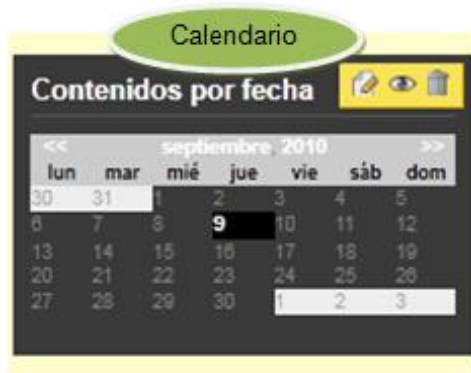 Calendario
Contenidos por fecha
<< septiembre, 2010 >>
lun mar mié jue vie sáb dom
30 31 1 2 3 4 5
6 7 8 9 10 11 12
13 14 15 16 17 18 19
20 21 22 23 24 25 26
27 28 29 30 1 2 3